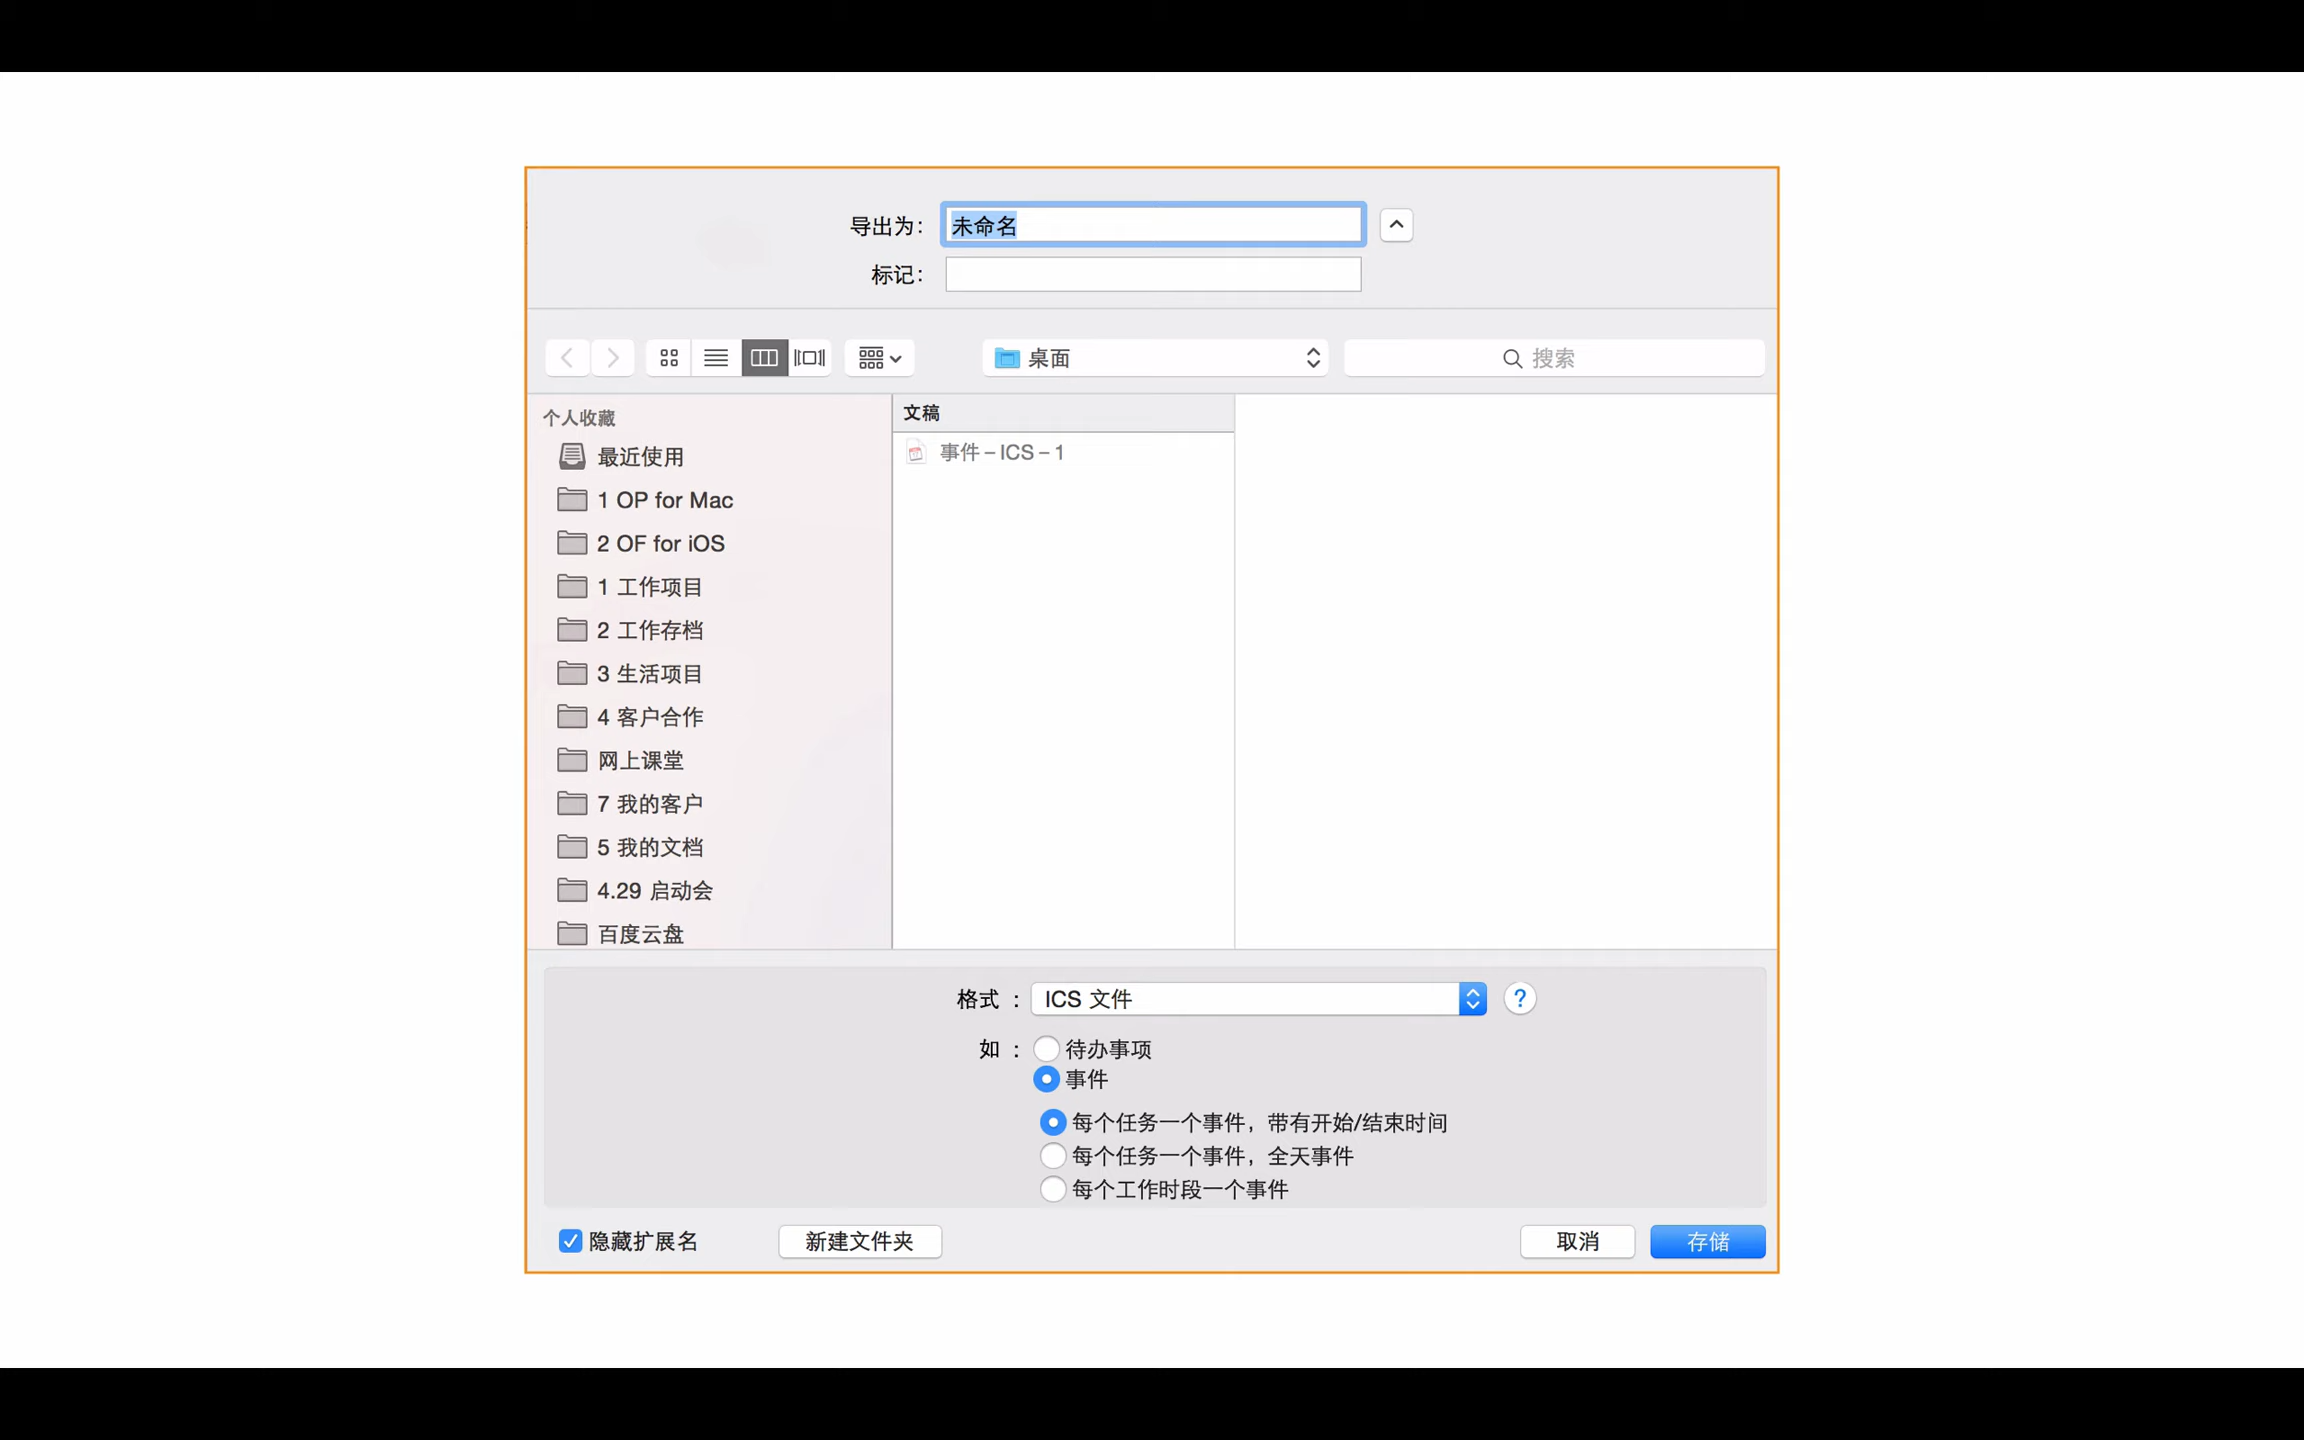 导出为：
未命名
标记：
桌面
搜索
个人收藏
最近使用
1 OP for Mac
2 OF for iOS
1 工作项目
2 工作存档
3 生活项目
4 客户合作
网上课堂
7 我的客户
5 我的文档
4.29 启动会
百度云盘
文稿
事件 – ICS – 1
格式 ：
ICS 文件
?
如 ：
待办事项
事件
每个任务一个事件，带有开始/结束时间
每个任务一个事件，全天事件
每个工作时段一个事件
隐藏扩展名
新建文件夹
取消
存储